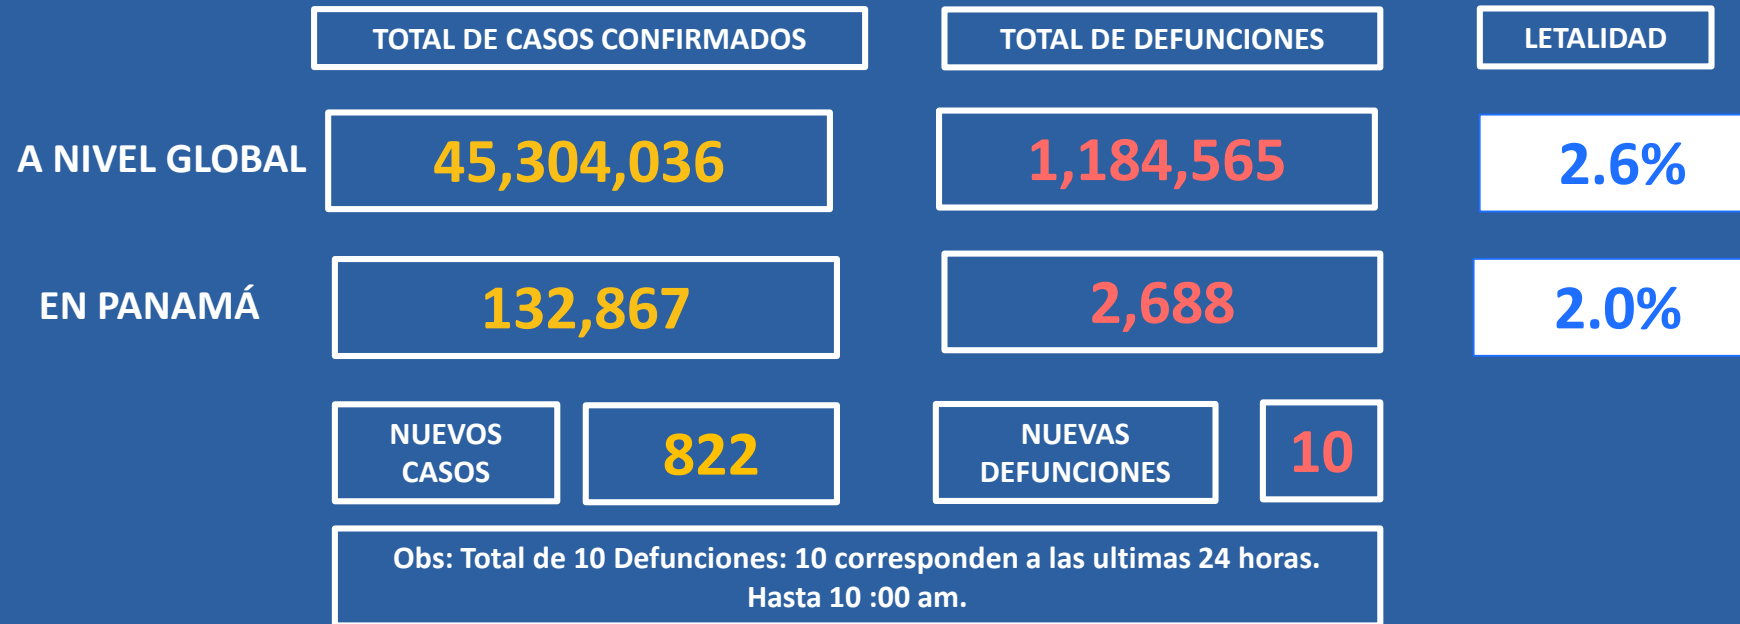 TOTAL DE CASOS CONFIRMADOS
TOTAL DE DEFUNCIONES
LETALIDAD
A NIVEL GLOBAL
45,304,036
1,184,565
2.6%
EN PANAMÁ
132,867
2,688
2.0%
NUEVOS
CASOS
822
NUEVAS
DEFUNCIONES
10
Obs: Total de 10 Defunciones: 10 corresponden a las ultimas 24 horas.
Hasta 10 :00 am.